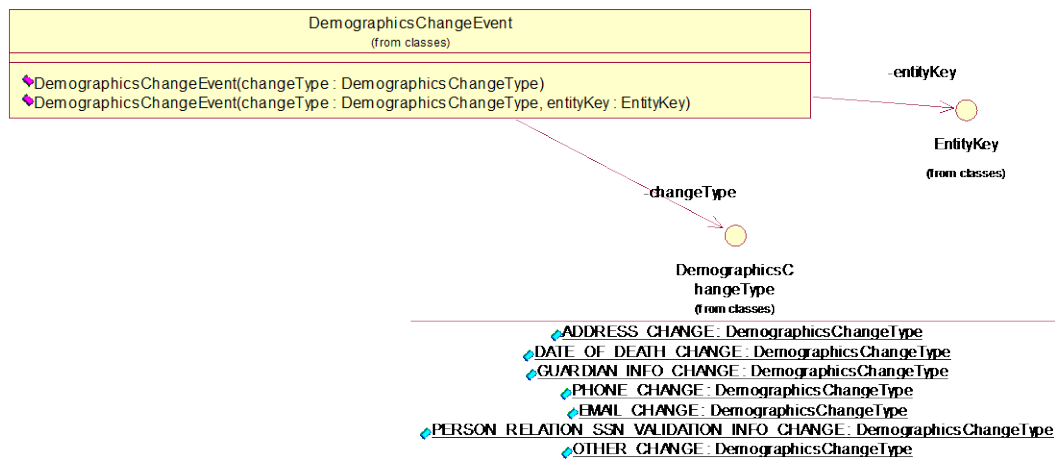 DemographicsChangeEvent
(from classes)
DemographicsChangeEvent(changeType : DemographicsChangeType)
DemographicsChangeEvent(changeType : DemographicsChangeType, entityKey : EntityKey)
-entityKey
EntityKey
(from classes)
-changeType
DemographicsC
hangeType
(from classes)
ADDRESS_CHANGE : DemographicsChangeType
DATE_OF_DEATH_CHANGE : DemographicsChangeType
GUARDIAN_INFO_CHANGE : DemographicsChangeType
PHONE_CHANGE : DemographicsChangeType
EMAIL_CHANGE : DemographicsChangeType
PERSON_RELATION_SSN_VALIDATION_INFO_CHANGE : DemographicsChangeType
OTHER_CHANGE : DemographicsChangeType